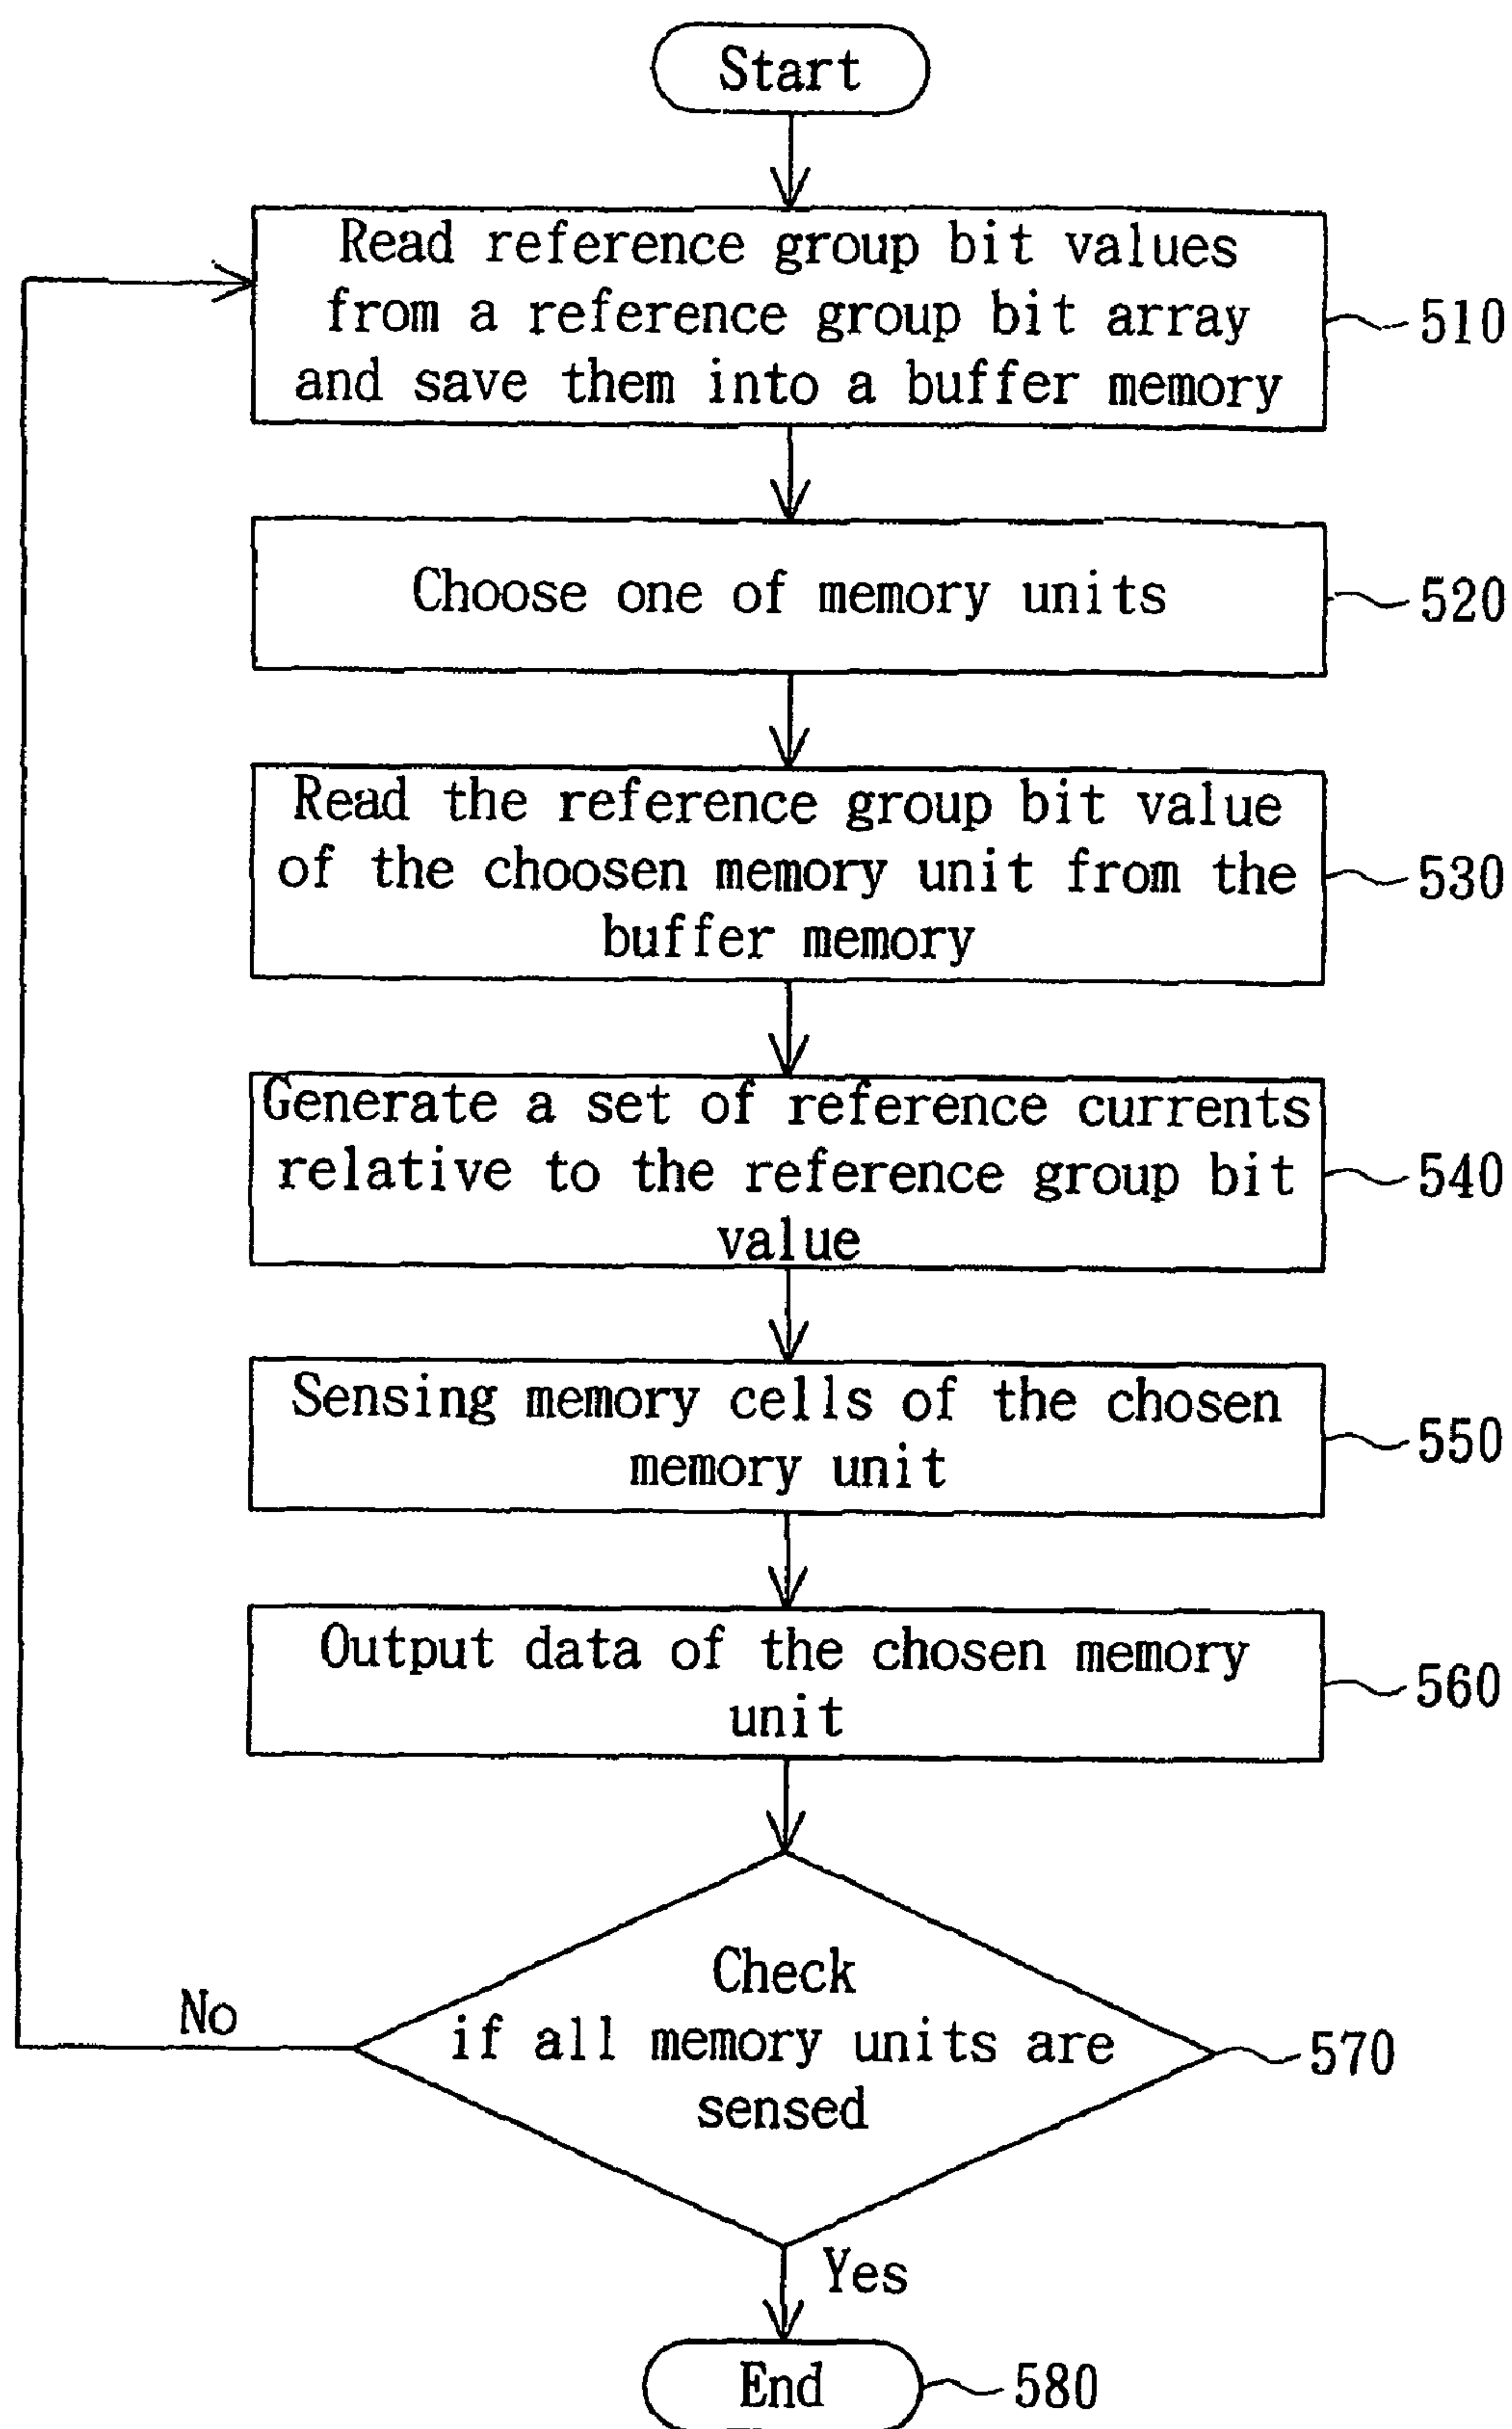 Start
Read reference group bit values
from a reference group bit array
and save them into a buffer memory
510
Choose one of memory units
520
Read the reference group bit value
of the choosen memory unit from the
buffer memory
530
Generate a set of reference currents
relative to the reference group bit
value
540
Sensing memory cells of the chosen
memory unit
550
Output data of the chosen memory
unit
560
Check
if all memory units are
sensed
570
No
Yes
End
580